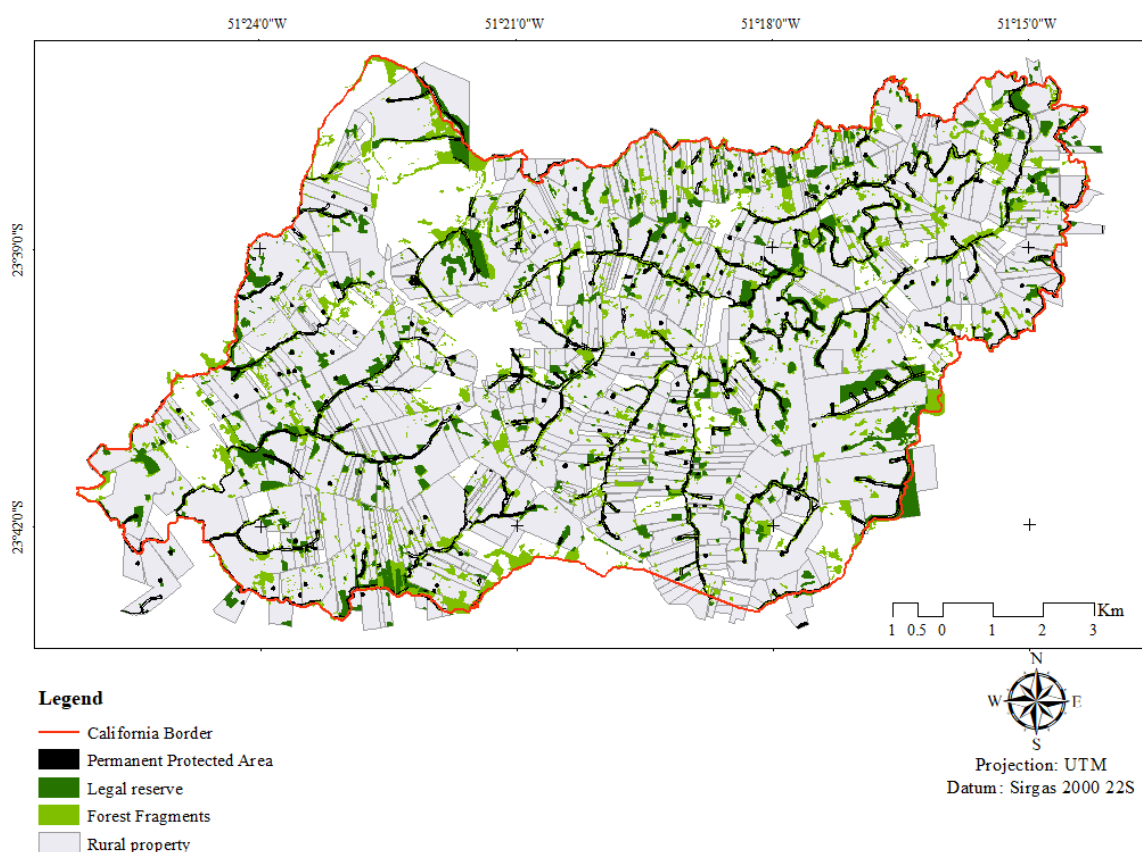 51°24'0"W 51°21'0"W 51°18'0"W 51°15'0"W
23°39'0"S
23°42'0"S
Km
1 0.5 0 1 2 3
N
W E
S
Projection: UTM
Datum: Sirgas 2000 22S
Legend
California Border
Permanent Protected Area
Legal reserve
Forest Fragments
Rural property